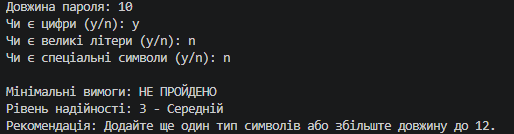 Довжина пароля: 10
Чи є цифри (y/n): y
Чи є великі літери (y/n): n
Чи є спеціальні символи (y/n): n

Мінімальні вимоги: НЕ ПРОЙДЕНО
Рівень надійності: 3 - Середній
Рекомендація: Додайте ще один тип символів або збільште довжину до 12.